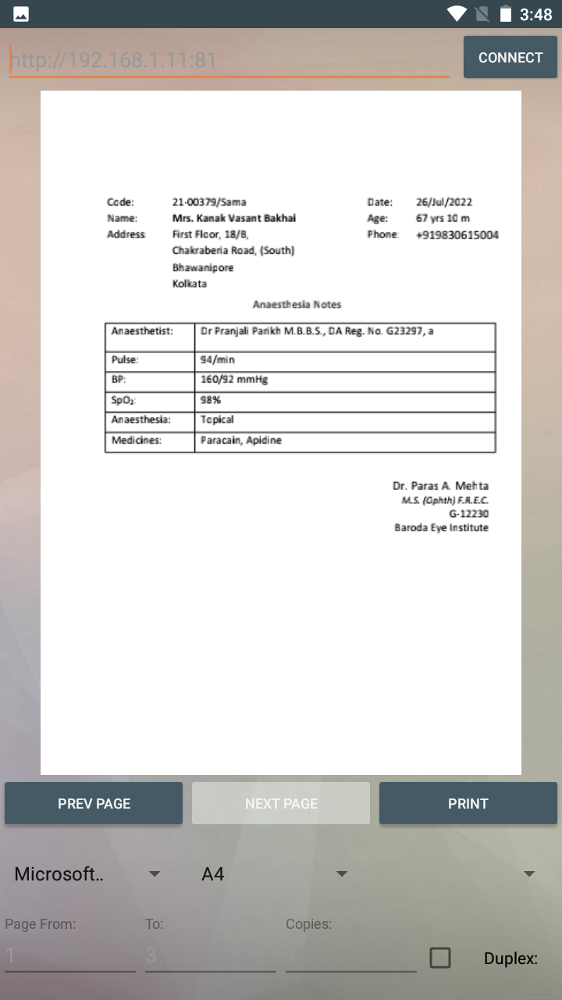 3:48
http://192.168.1.11:81
CONNECT
Code: 21-00379/Sama Date: 26/Jul/2022
Name: Mrs. Kanak Vasant Bakhai Age: 67 yrs 10 m
Address: First Floor, 18/B, Phone: +919830615004
Chakraberia Road, (South)
Bhawanipore
Kolkata
Anaesthesia Notes
Anaesthetist: Dr Pranjali Parikh M.B.B.S., DA Reg. No. G23297, a
Pulse: 94/min
BP: 160/92 mmHg
SpO₂: 98%
Anaesthesia: Topical
Medicines: Paracain, Apidine
Dr. Paras A. Mehta
M.S. (Ophth) F.R.E.C.
G-12230
Baroda Eye Institute
PREV PAGE NEXT PAGE PRINT
Microsoft.. A4
Page From: To: Copies:
1 3 1 Duplex: